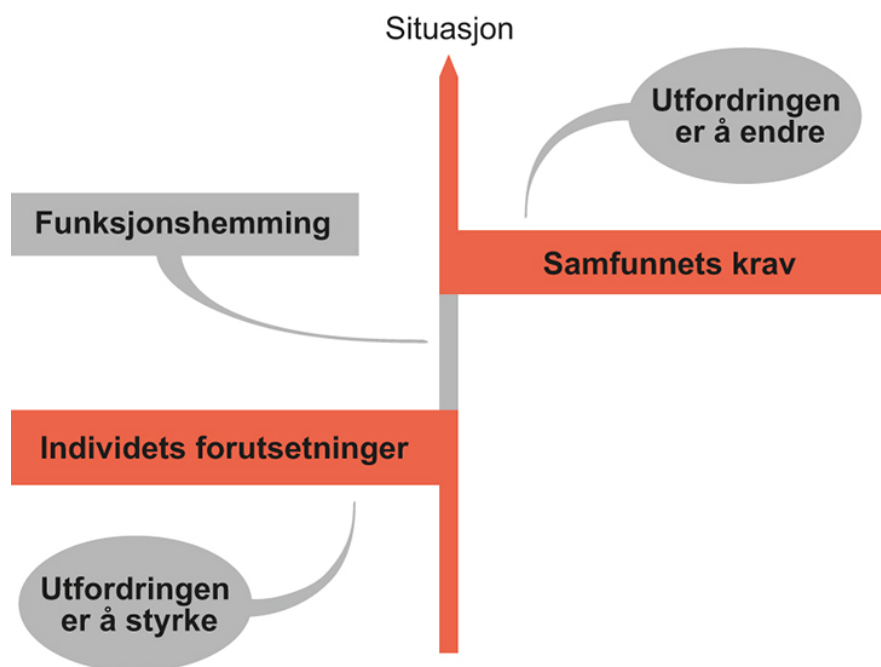 Situasjon
Utfordringen
er å endre
Funksjonshemming
Samfunnets krav
Individets forutsetninger
Utfordringen
er å styrke